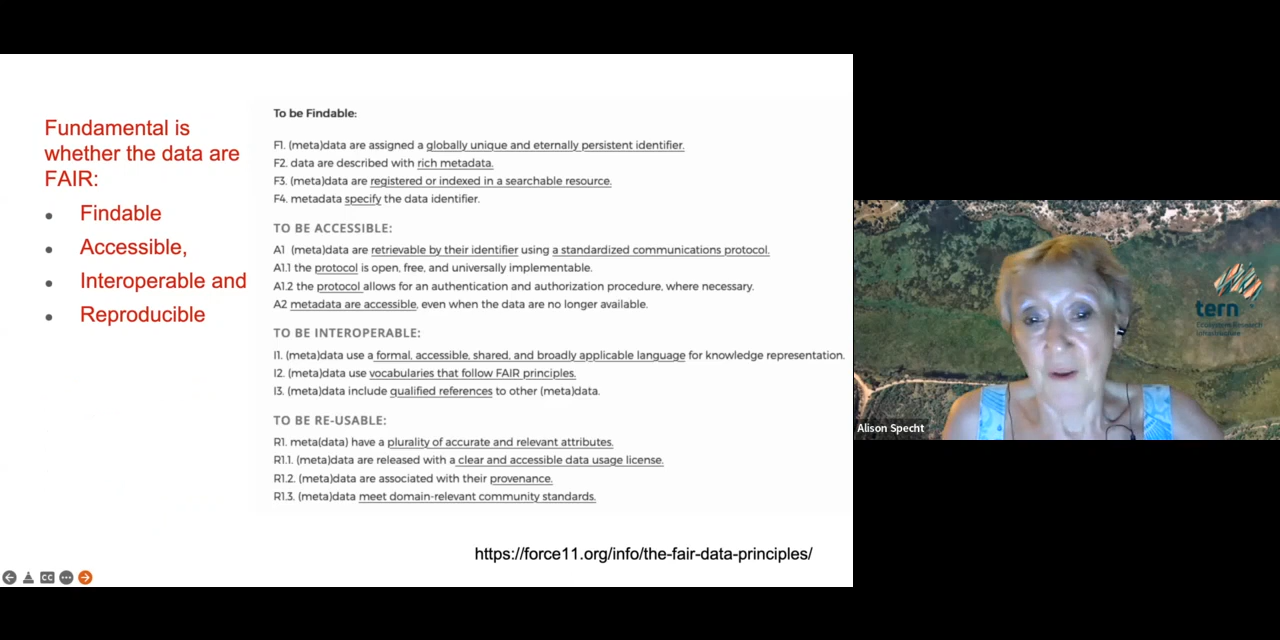 Fundamental is
whether the data are
FAIR:
• Findable
• Accessible,
• Interoperable and
• Reproducible
To be Findable:
F1. (meta)data are assigned a globally unique and eternally persistent identifier.
F2. data are described with rich metadata.
F3. (meta)data are registered or indexed in a searchable resource.
F4. metadata specify the data identifier.
TO BE ACCESSIBLE:
A1 (meta)data are retrievable by their identifier using a standardized communications protocol.
A1.1 the protocol is open, free, and universally implementable.
A1.2 the protocol allows for an authentication and authorization procedure, where necessary.
A2 metadata are accessible, even when the data are no longer available.
TO BE INTEROPERABLE:
I1. (meta)data use a formal, accessible, shared, and broadly applicable language for knowledge representation.
I2. (meta)data use vocabularies that follow FAIR principles.
I3. (meta)data include qualified references to other (meta)data.
TO BE RE-USABLE:
R1. meta(data) have a plurality of accurate and relevant attributes.
R1.1. (meta)data are released with a clear and accessible data usage license.
R1.2. (meta)data are associated with their provenance.
R1.3. (meta)data meet domain-relevant community standards.
https://force11.org/info/the-fair-data-principles/
CC
tern
Ecosystem Research
Infrastructure
Alison Specht